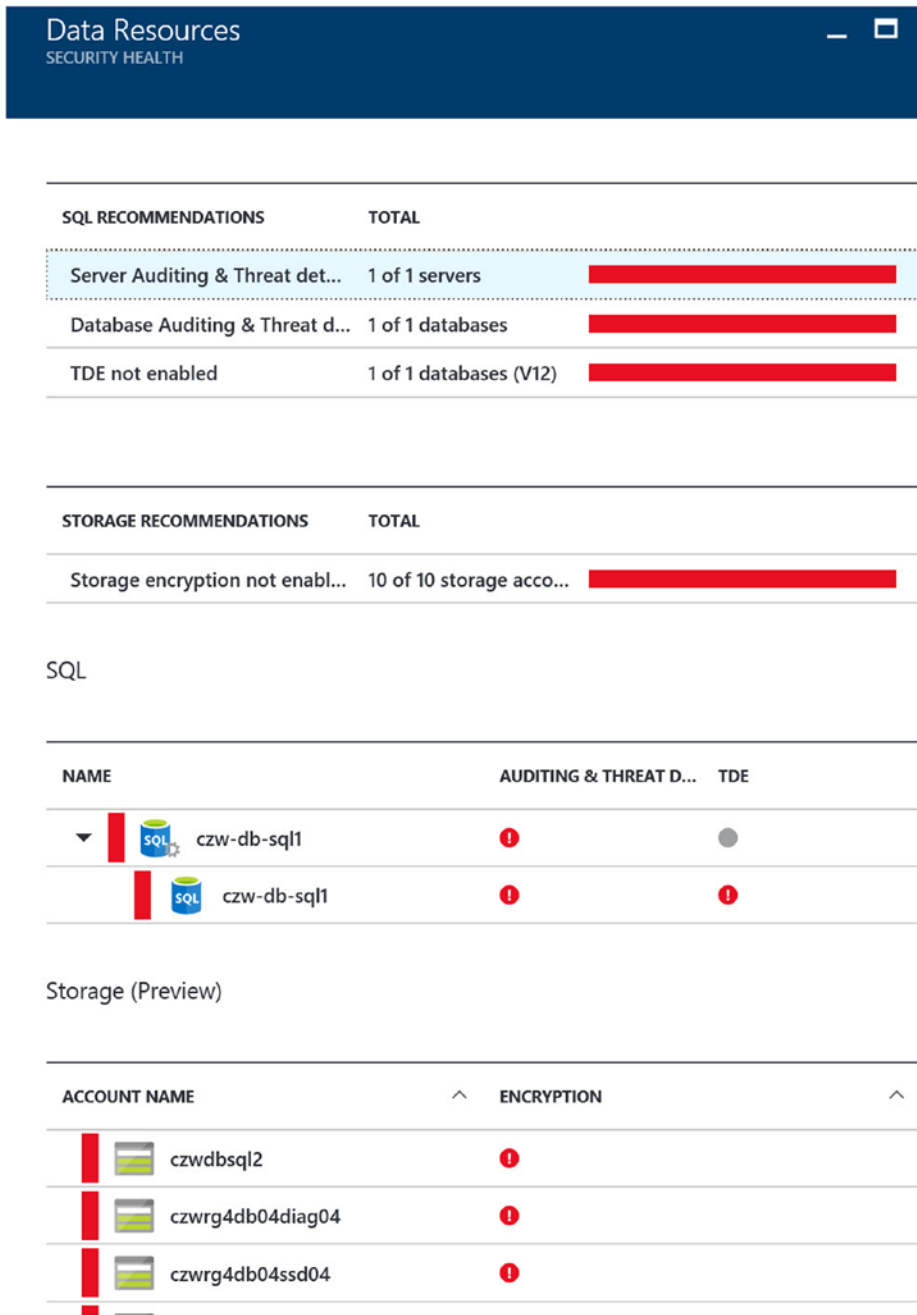 Data Resources
SECURITY HEALTH
SQL RECOMMENDATIONS TOTAL
Server Auditing & Threat det... 1 of 1 servers
Database Auditing & Threat d... 1 of 1 databases
TDE not enabled 1 of 1 databases (V12)
STORAGE RECOMMENDATIONS TOTAL
Storage encryption not enabl... 10 of 10 storage acco...
SQL
NAME AUDITING & THREAT D... TDE
SQL czw-db-sql1
SQL czw-db-sql1
Storage (Preview)
ACCOUNT NAME ENCRYPTION
czwdbsql2
czwrg4db04diag04
czwrg4db04ssd04